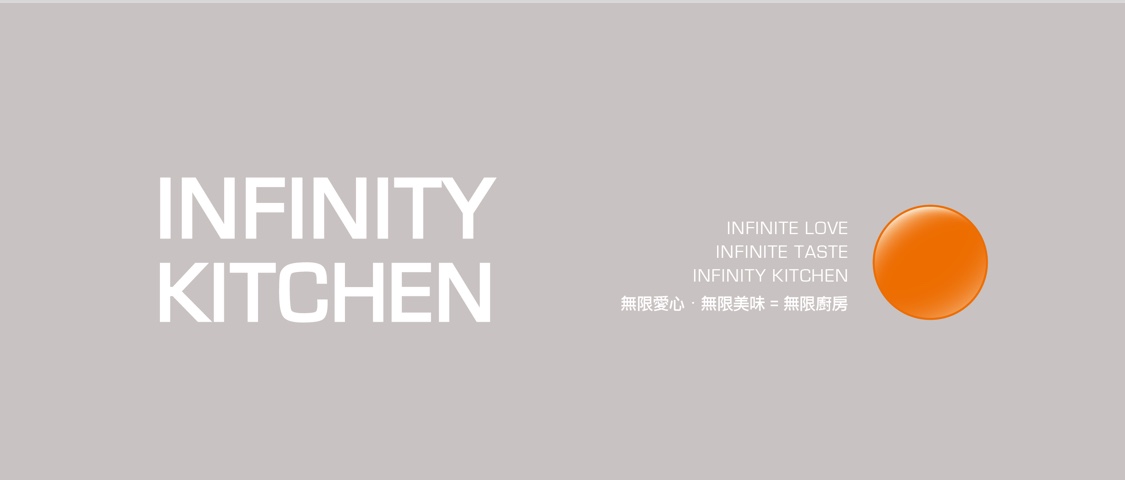 INFINITY
KITCHEN
INFINITE LOVE
INFINITE TASTE
INFINITY KITCHEN
無限愛心 · 無限美味 = 無限廚房